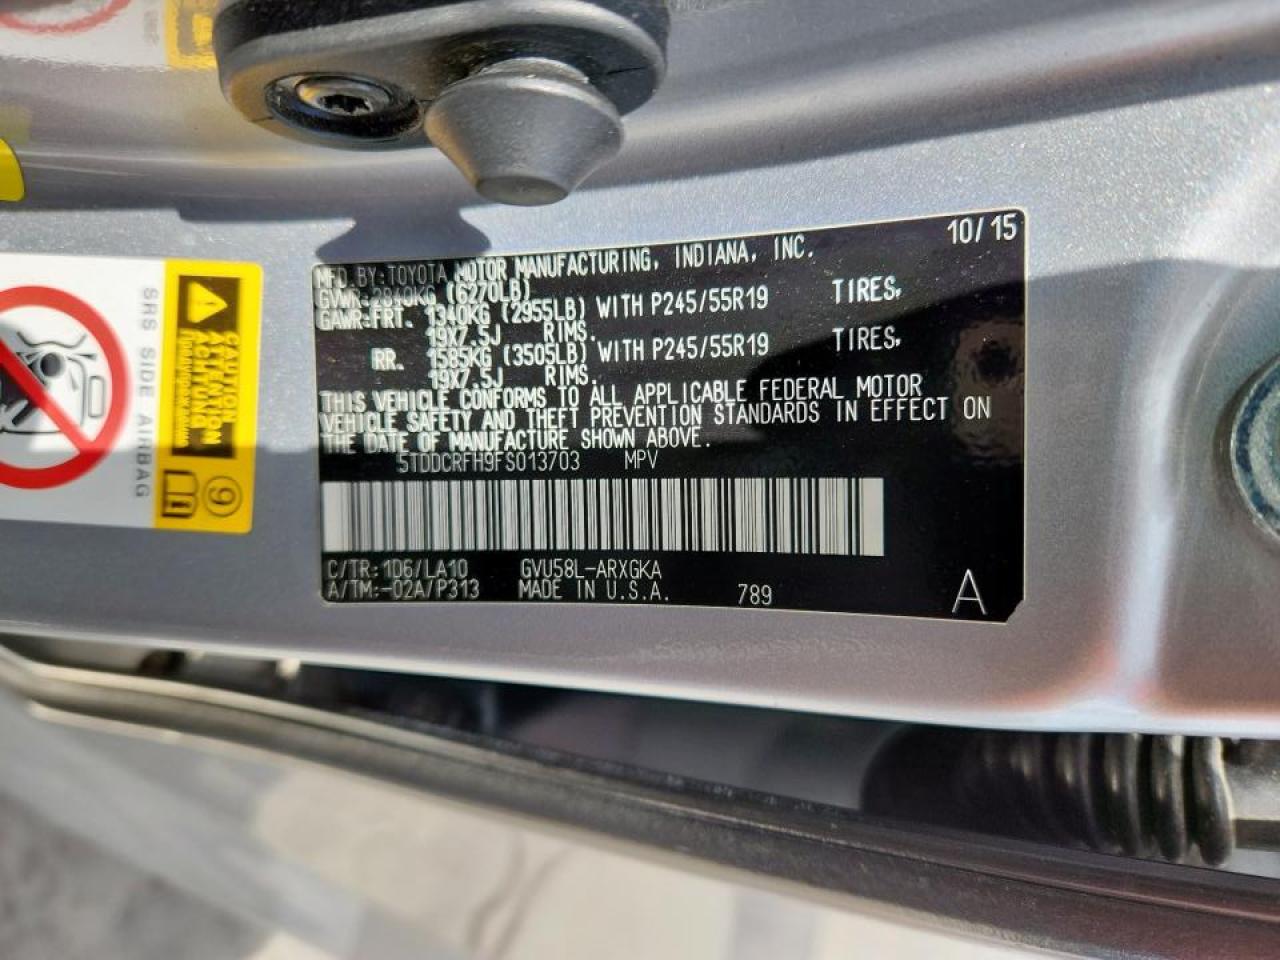 10/15
MFD. BY: TOYOTA MOTOR MANUFACTURING, INDIANA, INC.
GVWR: 2840KG (6270LB)
GAWR:FRT. 1340KG (2955LB) WITH P245/55R19 TIRES,
19X7.5J RIMS.
RR. 1585KG (3505LB) WITH P245/55R19 TIRES,
19X7.5J RIMS.
THIS VEHICLE CONFORMS TO ALL APPLICABLE FEDERAL MOTOR
VEHICLE SAFETY AND THEFT PREVENTION STANDARDS IN EFFECT ON
THE DATE OF MANUFACTURE SHOWN ABOVE.
5TDDCRFH9FS013703 MPV
C/TR: 1D6/LA10 GVU58L-ARXGKA
A/TM:-02A/P313 MADE IN U.S.A. 789 A
SRS SIDE AIRBAG
CAUTION
ATTENTION
ACHTUNG
9